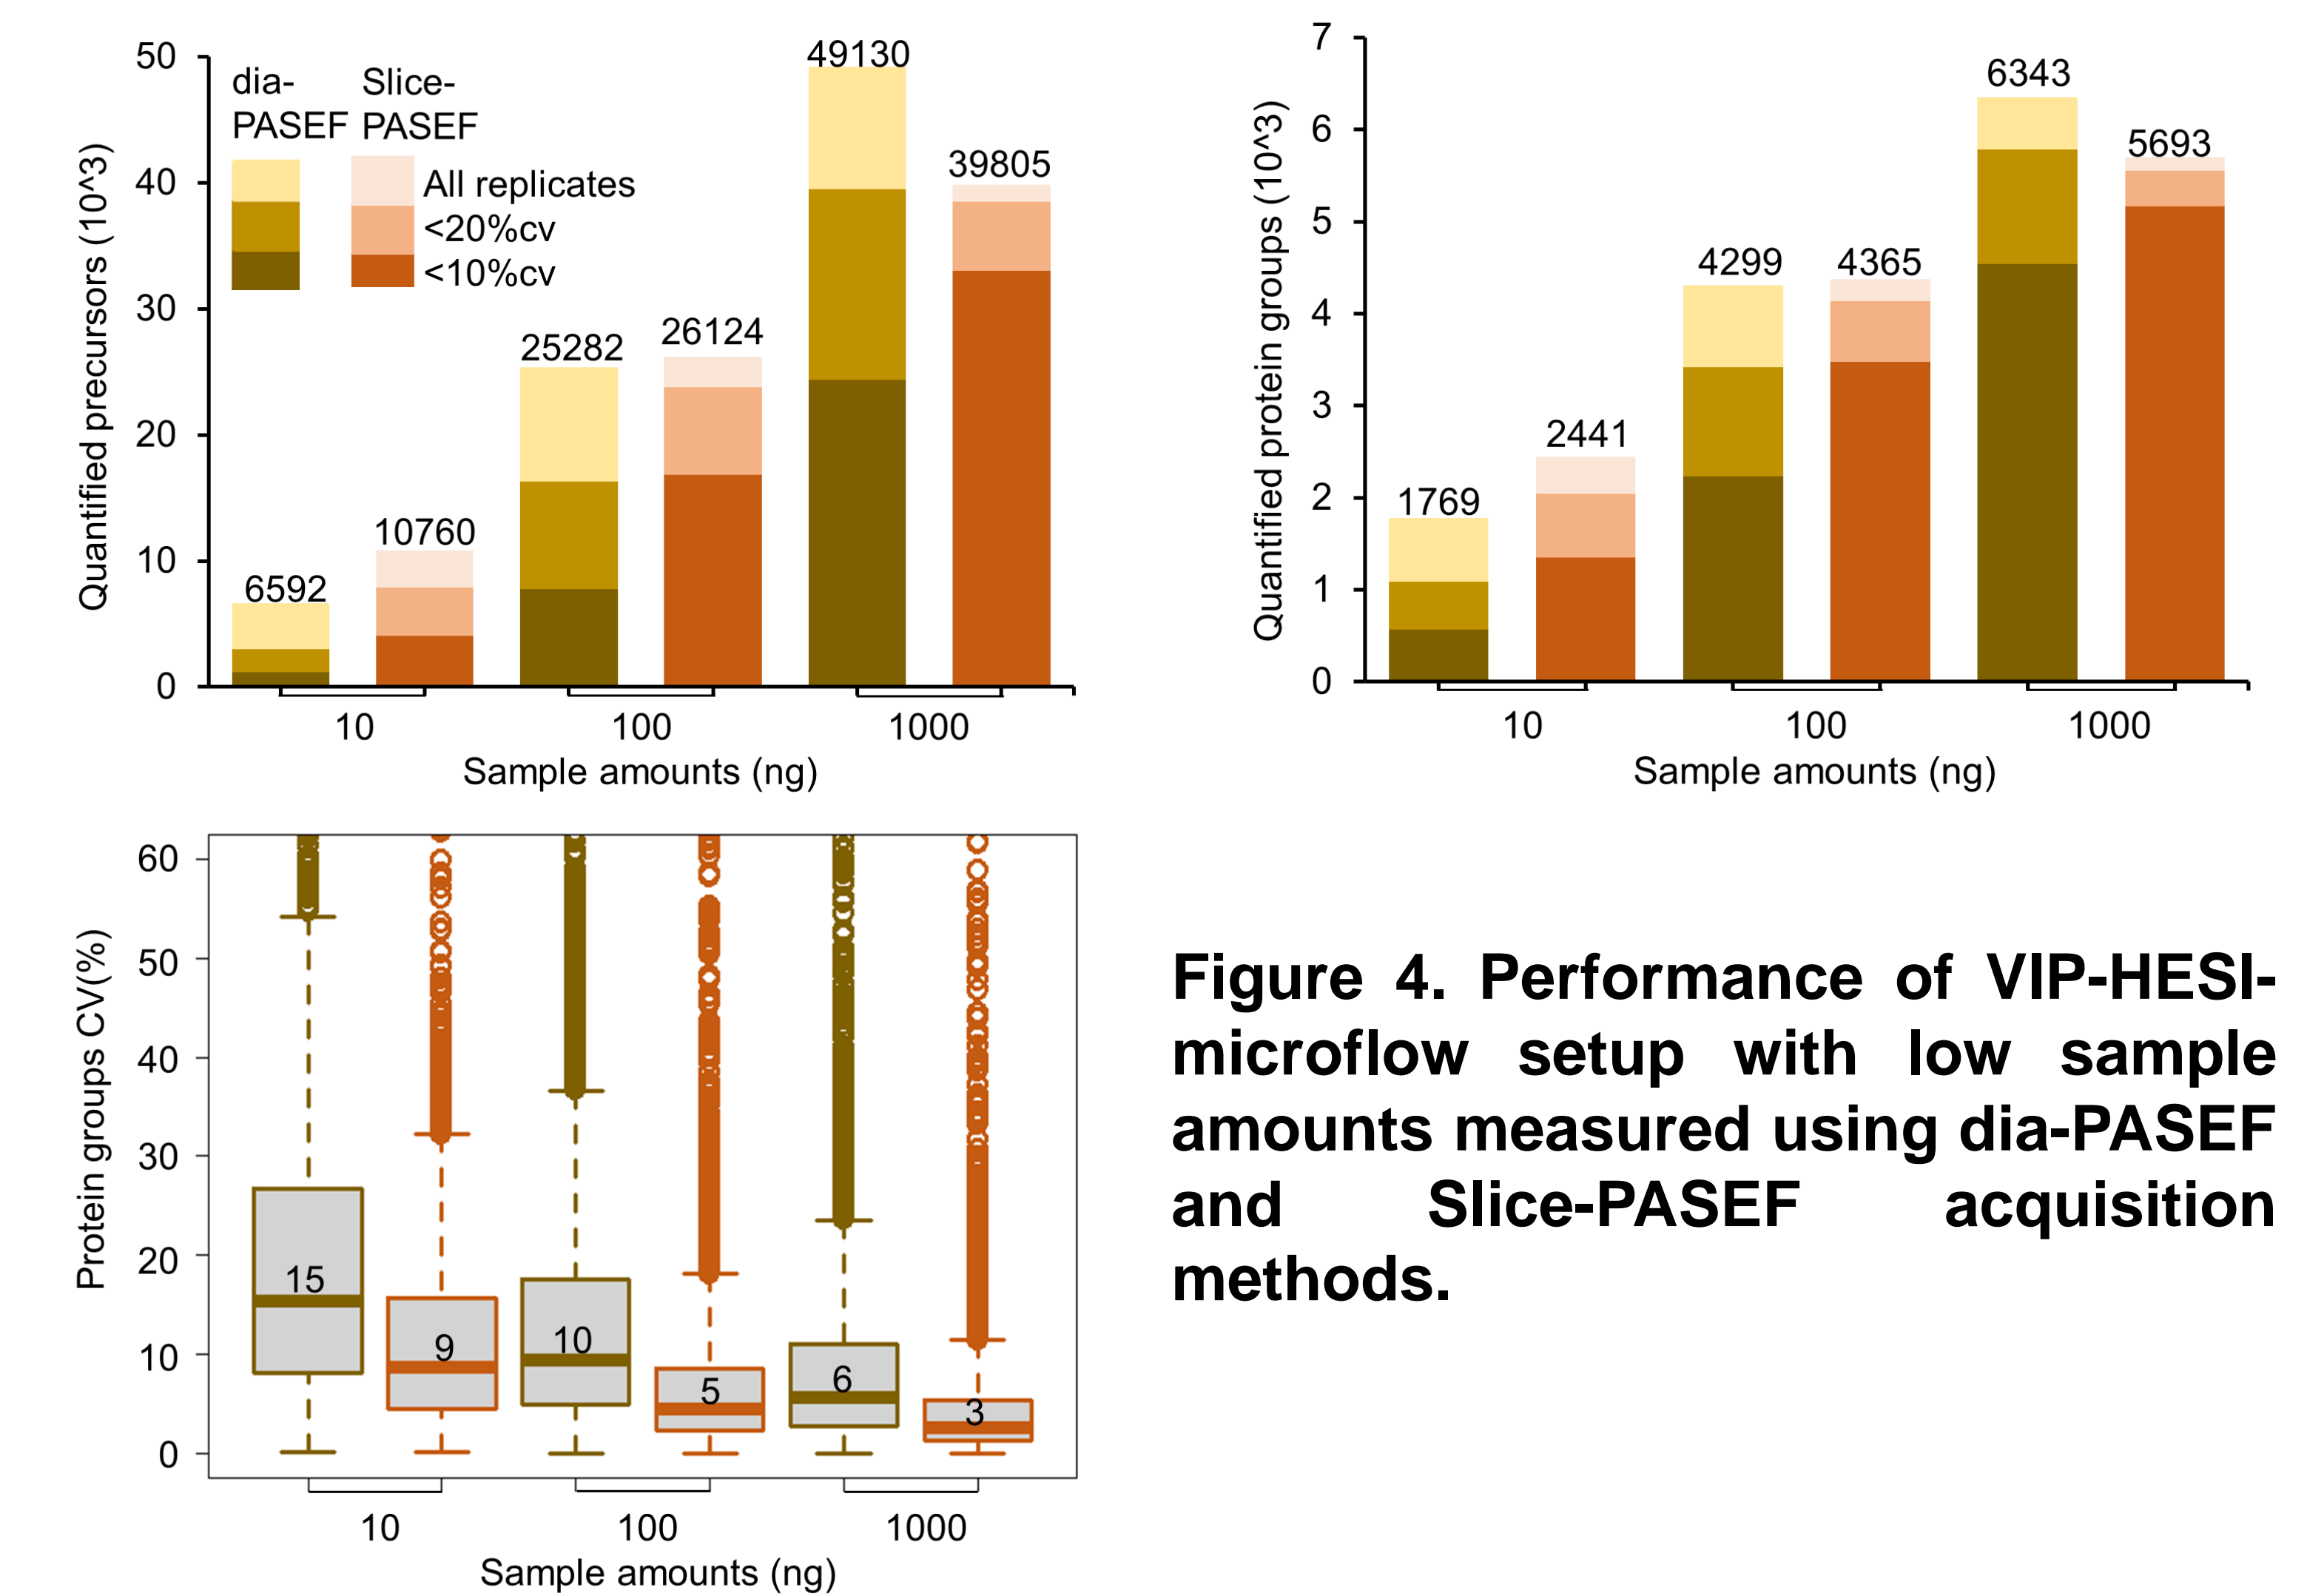 50
40
30
20
10
0
Quantified precursors (10^3)
dia-
PASEF
Slice-
PASEF
All replicates
<20%cv
<10%cv
6592
10760
25282
26124
49130
39805
10
100
1000
Sample amounts (ng)
7
6
5
4
3
2
1
0
Quantified protein groups (10^3)
1769
2441
4299
4365
6343
5693
10
100
1000
Sample amounts (ng)
60
50
40
30
20
10
0
Protein groups CV(%)
15
9
10
5
6
3
10
100
1000
Sample amounts (ng)
Figure 4. Performance of VIP-HESI-
microflow setup with low sample
amounts measured using dia-PASEF
and Slice-PASEF acquisition
methods.